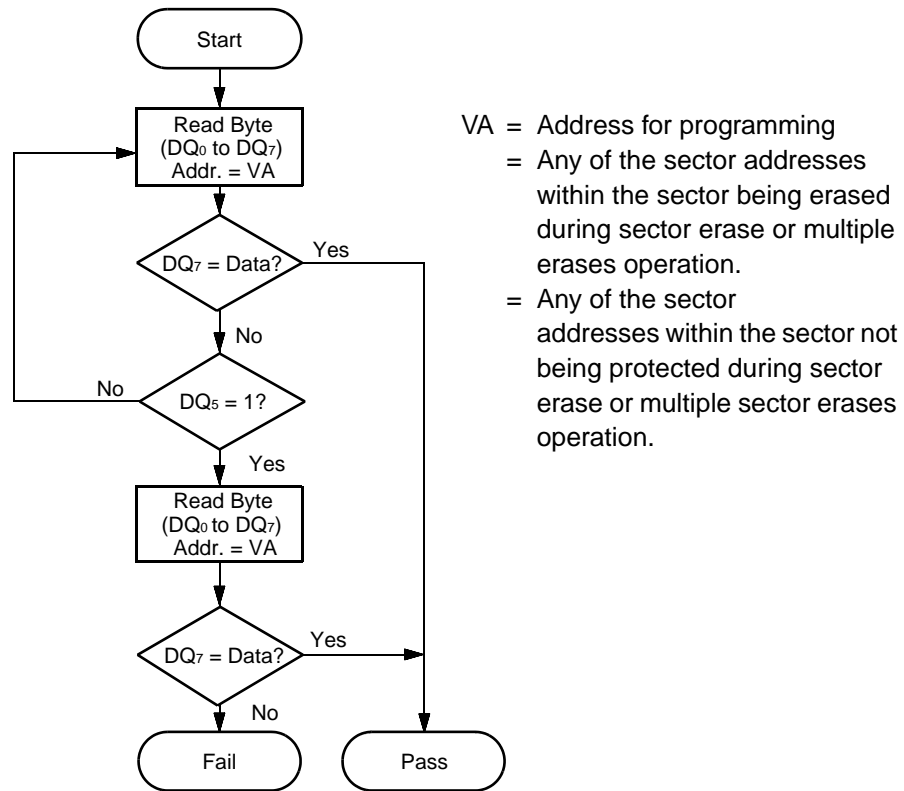 Start
Read Byte
(DQ₀ to DQ₇)
Addr. = VA
DQ₇ = Data?
Yes
No
DQ₅ = 1?
No
Yes
Read Byte
(DQ₀ to DQ₇)
Addr. = VA
DQ₇ = Data?
Yes
No
Fail
Pass
VA = Address for programming
= Any of the sector addresses
within the sector being erased
during sector erase or multiple
erases operation.
= Any of the sector
addresses within the sector not
being protected during sector
erase or multiple sector erases
operation.